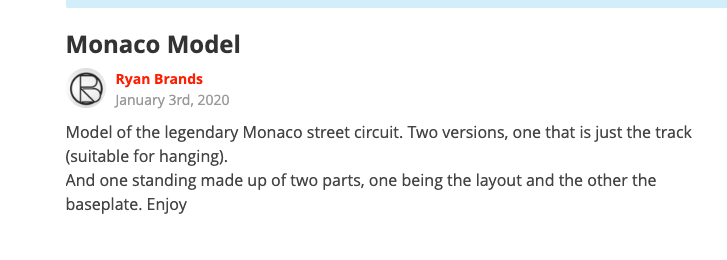 Monaco Model
Ryan Brands
January 3rd, 2020
Model of the legendary Monaco street circuit. Two versions, one that is just the track
(suitable for hanging).
And one standing made up of two parts, one being the layout and the other the
baseplate. Enjoy